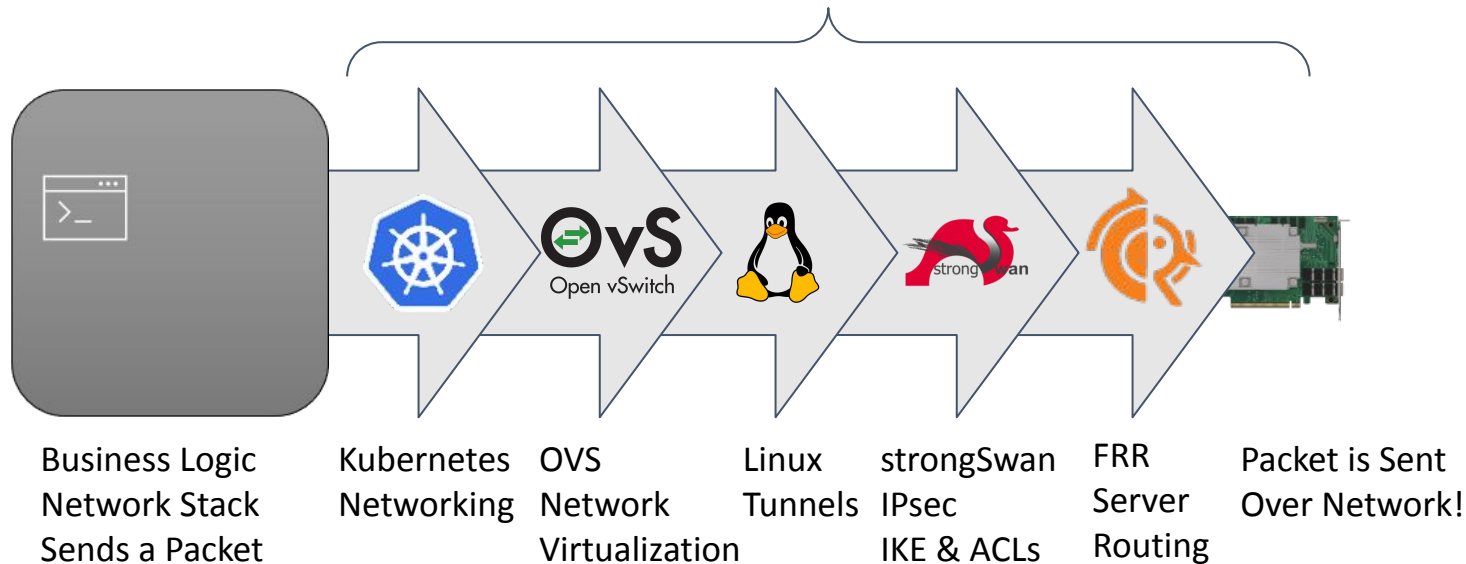 >_
OvS
Open vSwitch
strongSwan
Business Logic
Network Stack
Sends a Packet
Kubernetes
Networking
OVS
Network
Virtualization
Linux
Tunnels
strongSwan
IPsec
IKE & ACLs
FRR
Server
Routing
Packet is Sent
Over Network!